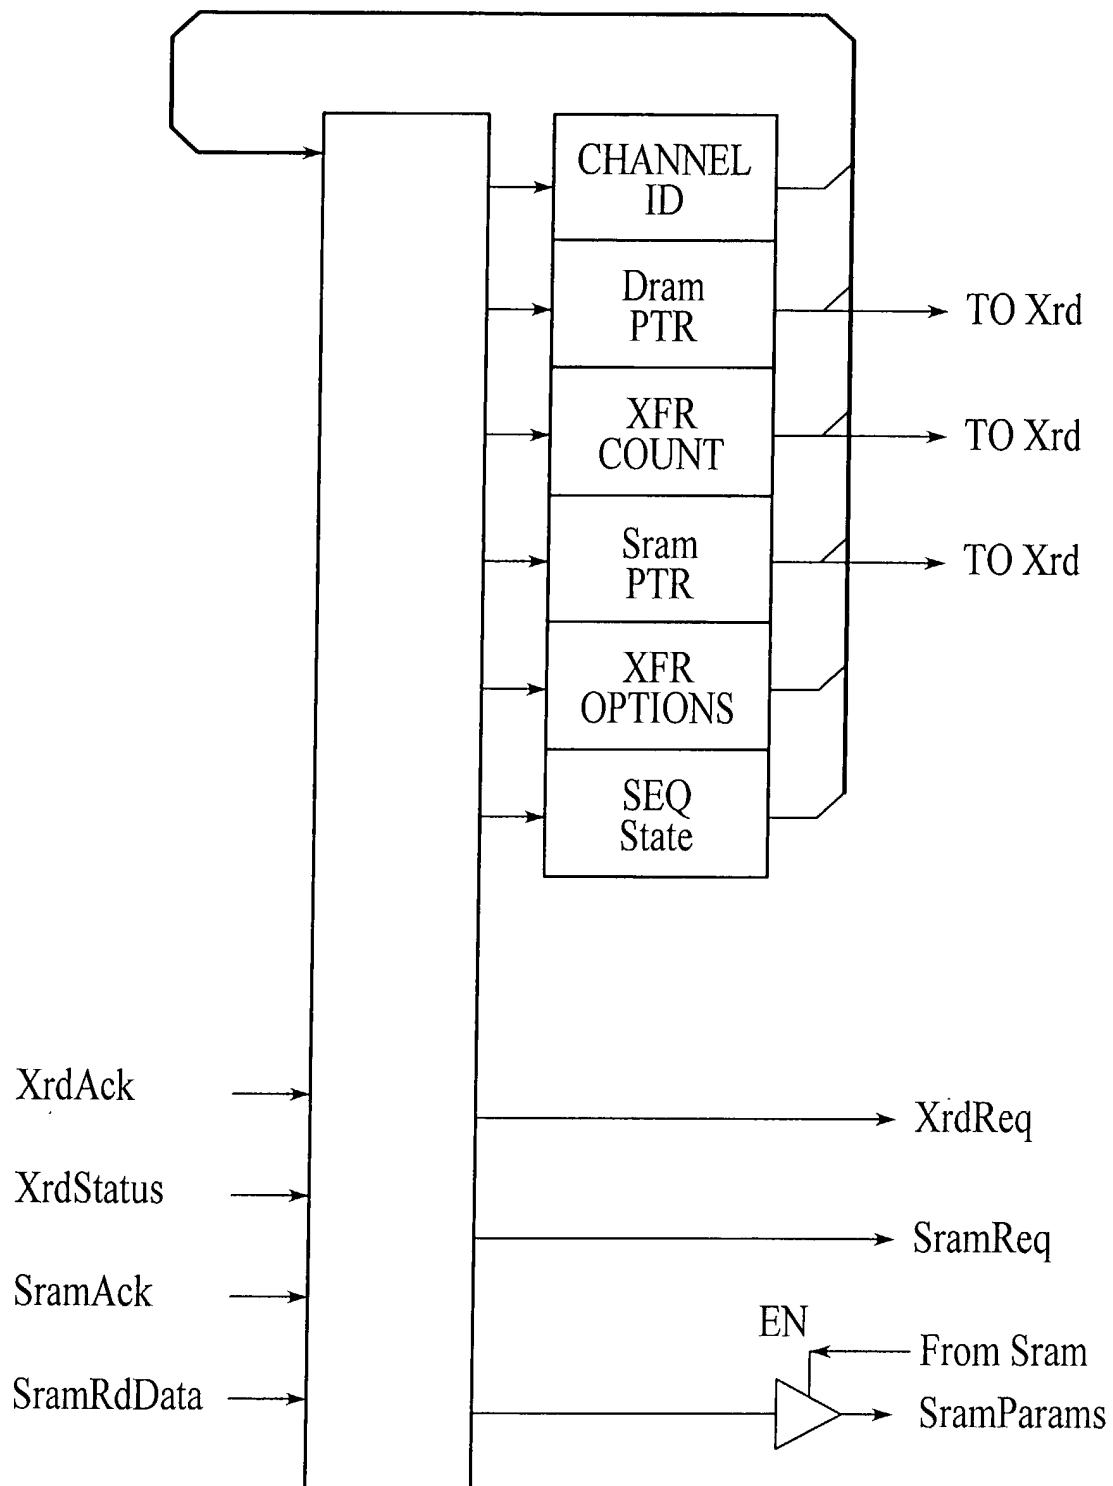 CHANNEL
ID
Dram
PTR
TO Xrd
XFR
COUNT
TO Xrd
Sram
PTR
TO Xrd
XFR
OPTIONS
SEQ
State
XrdAck
XrdReq
XrdStatus
SramReq
SramAck
EN
From Sram
SramRdData
SramParams